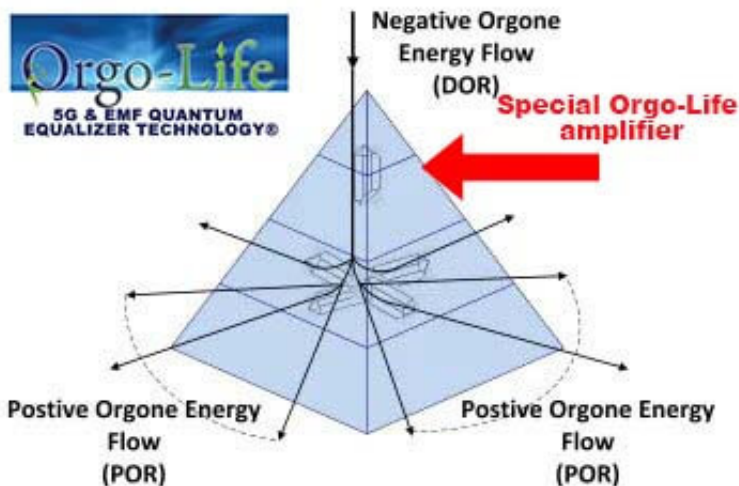 Orgo-Life
5G & EMF QUANTUM
EQUALIZER TECHNOLOGY®
Negative Orgone
Energy Flow
(DOR)
Special Orgo-Life
amplifier
Postive Orgone Energy
Flow
(POR)
Postive Orgone Energy
Flow
(POR)